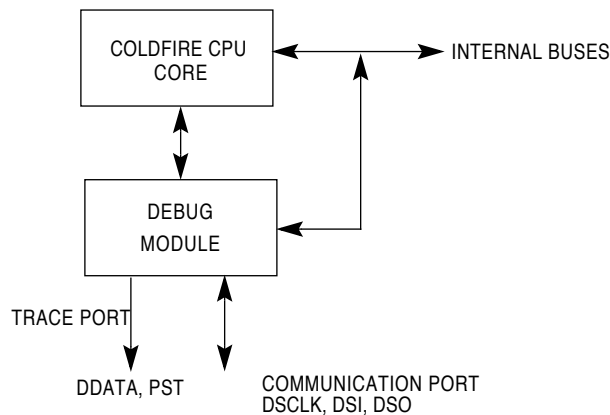 COLDFIRE CPU
CORE
INTERNAL BUSES
DEBUG
MODULE
TRACE PORT
DDATA, PST
COMMUNICATION PORT
DSCLK, DSI, DSO